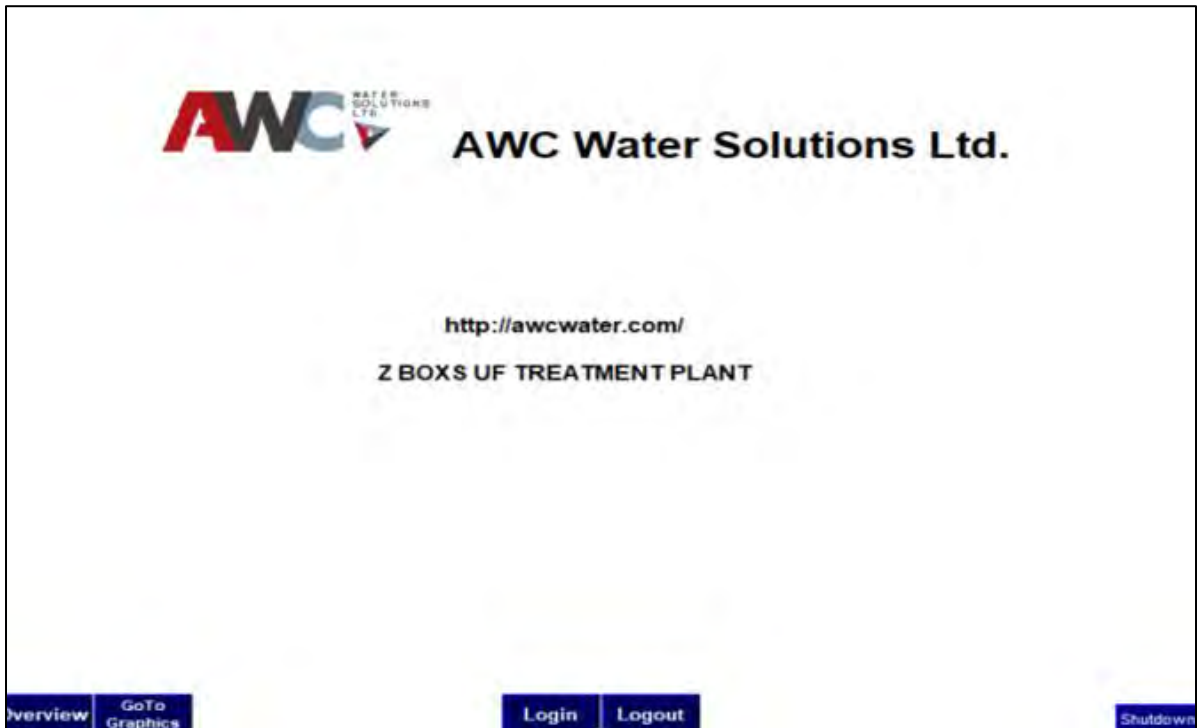 AWC WATER
SOLUTIONS
LTD.
AWC Water Solutions Ltd.
http://awcwater.com/
Z BOXS UF TREATMENT PLANT
Overview
GoTo
Graphics
Login
Logout
Shutdown